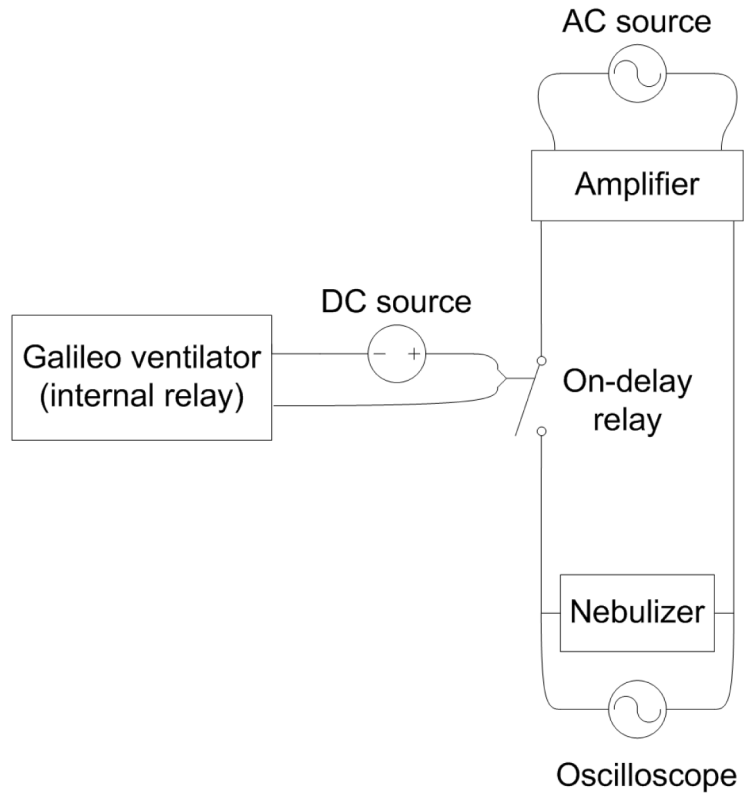 AC source
Amplifier
DC source
− +
Galileo ventilator
(internal relay)
On-delay
relay
Nebulizer
Oscilloscope